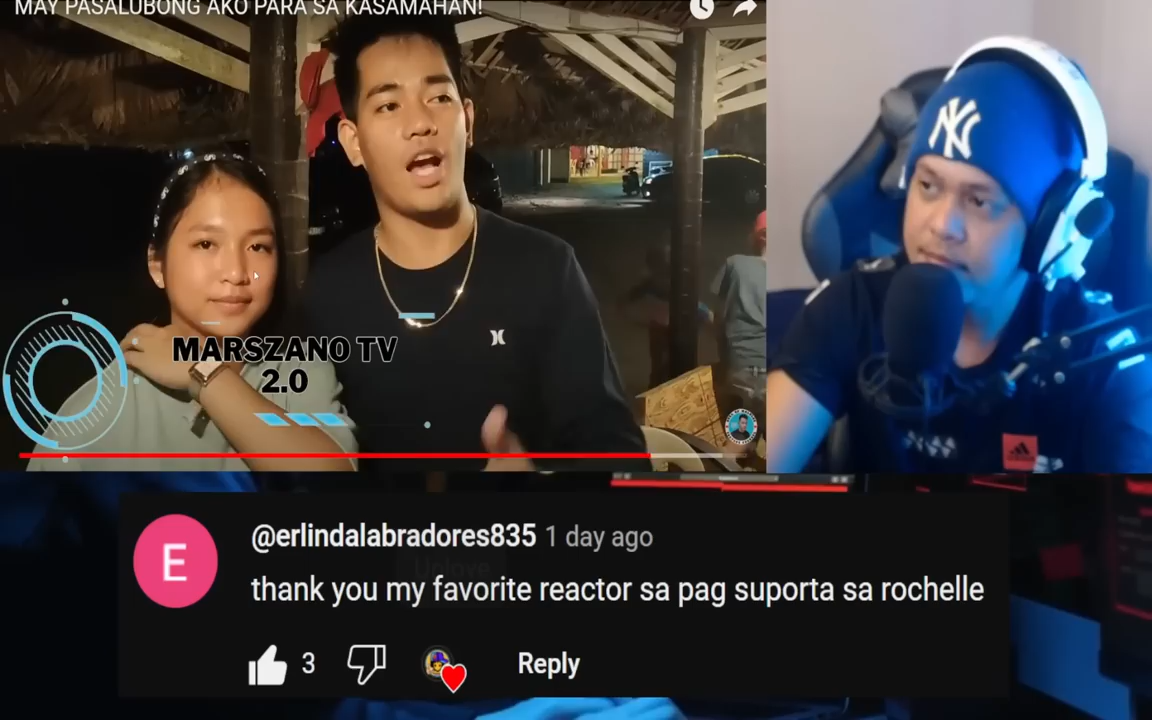 MAY PASALUBONG AKO PARA SA KASAMAHAN!
NY
MARSZANO TV
2.0
@erlindalabradores835 1 day ago
E
thank you my favorite reactor sa pag suporta sa rochelle
3
Reply